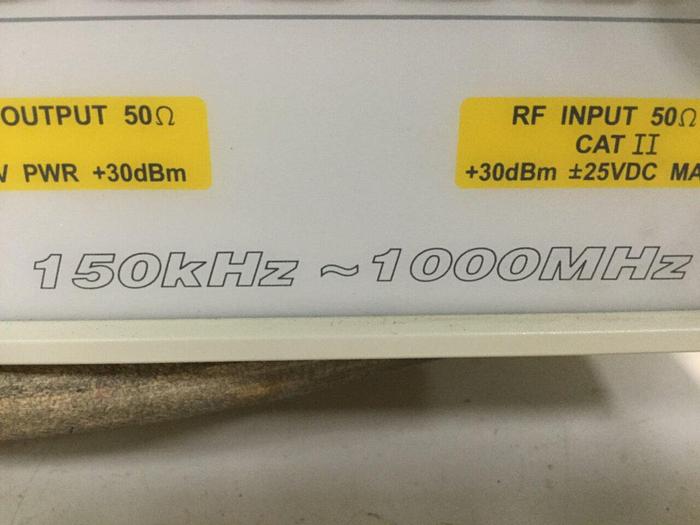 OUTPUT 50Ω
PWR +30dBm
RF INPUT 50Ω
CAT II
+30dBm ±25VDC
150kHz ~ 1000MHz